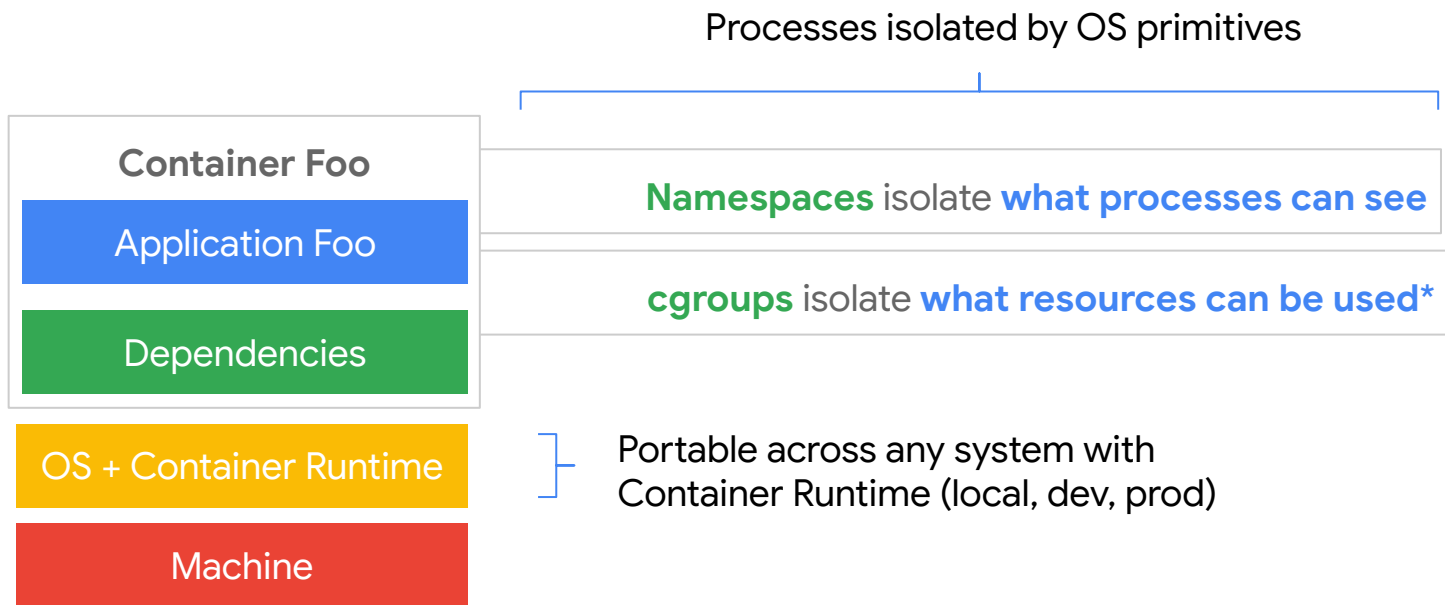 Processes isolated by OS primitives
Container Foo
Application Foo
Dependencies
OS + Container Runtime
Machine
Namespaces isolate what processes can see
cgroups isolate what resources can be used*
Portable across any system with
Container Runtime (local, dev, prod)